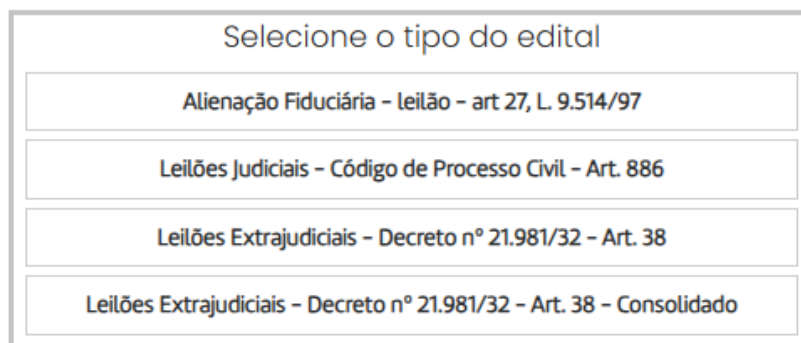 Selecione o tipo do edital
Alienação Fiduciária - leilão - art 27, L. 9.514/97
Leilões Judiciais - Código de Processo Civil - Art. 886
Leilões Extrajudiciais - Decreto nº 21.981/32 - Art. 38
Leilões Extrajudiciais - Decreto nº 21.981/32 - Art. 38 - Consolidado